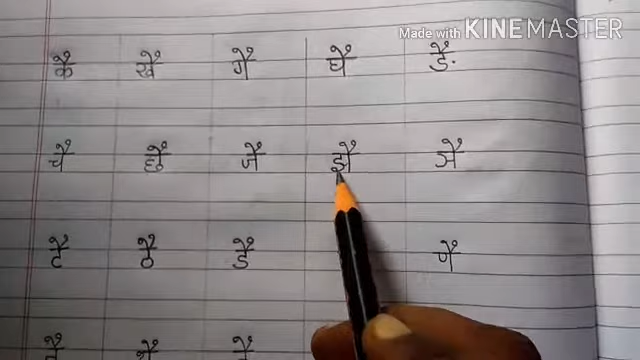 Made with KINEMASTER
कैं खैं गैं घैं ङैं
चैं छैं जैं झैं ञैं
टैं ठैं डैं णैं